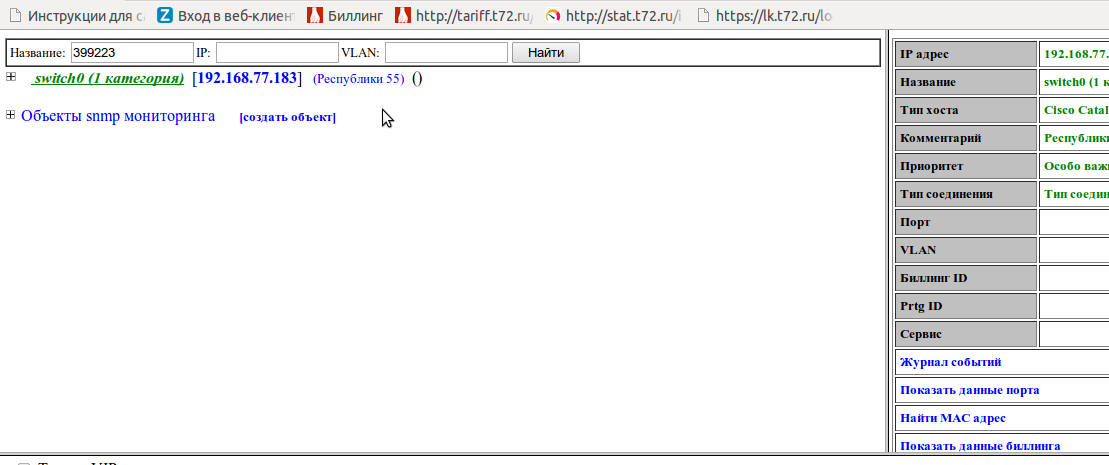 Инструкции для са Вход в веб-клиент Биллинг http://tariff.t72.ru/ http://stat.t72.ru/i https://lk.t72.ru/lo
Название: 399223 IP: VLAN: Найти
switch0 (1 категория) [192.168.77.183] (Республики 55) ()
Объекты snmp мониторинга [создать объект]
IP адрес 192.168.77.
Название switch0 (1 к
Тип хоста Cisco Catal
Комментарий Республики
Приоритет Особо важ
Тип соединения Тип соедин
Порт
VLAN
Биллинг ID
Prtg ID
Сервис
Журнал событий
Показать данные порта
Найти MAC адрес
Показать данные биллинга